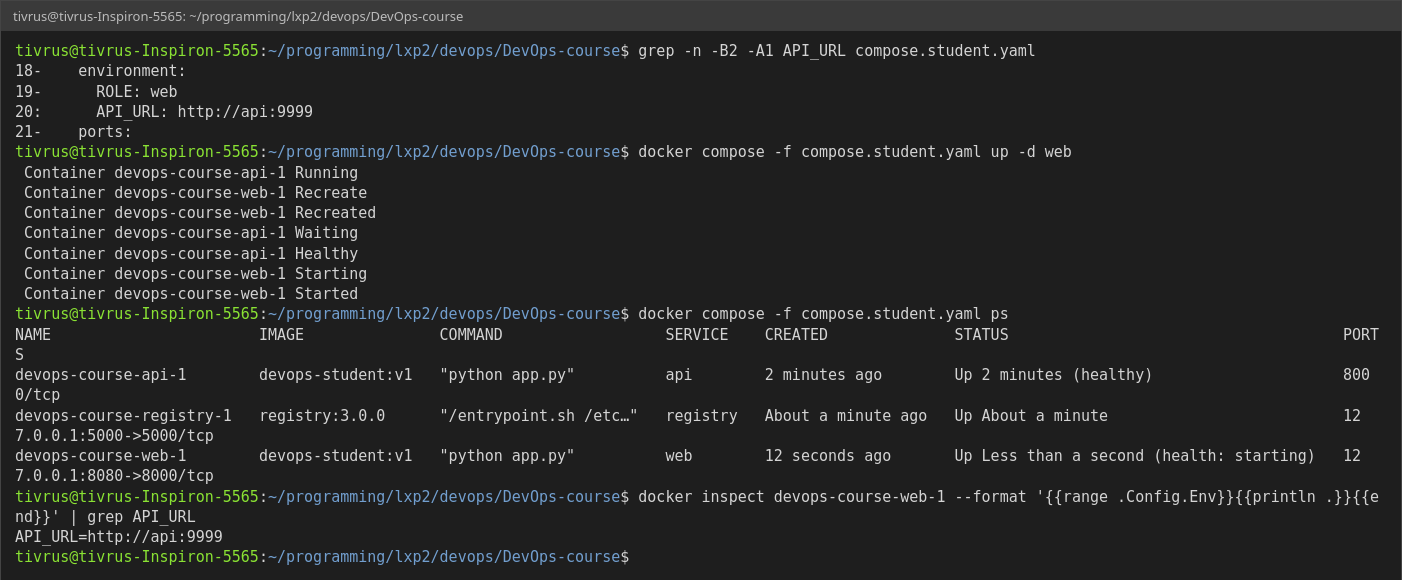 tivrus@tivrus-Inspiron-5565: ~/programming/lxp2/devops/DevOps-course
tivrus@tivrus-Inspiron-5565:~/programming/lxp2/devops/DevOps-course$ grep -n -B2 -A1 API_URL compose.student.yaml
18-    environment:
19-      ROLE: web
20:      API_URL: http://api:9999
21-    ports:
tivrus@tivrus-Inspiron-5565:~/programming/lxp2/devops/DevOps-course$ docker compose -f compose.student.yaml up -d web
 Container devops-course-api-1 Running
 Container devops-course-web-1 Recreate
 Container devops-course-web-1 Recreated
 Container devops-course-api-1 Waiting
 Container devops-course-api-1 Healthy
 Container devops-course-web-1 Starting
 Container devops-course-web-1 Started
tivrus@tivrus-Inspiron-5565:~/programming/lxp2/devops/DevOps-course$ docker compose -f compose.student.yaml ps
NAME                       IMAGE               COMMAND                  SERVICE    CREATED              STATUS                                     PORT
S
devops-course-api-1        devops-student:v1   "python app.py"          api        2 minutes ago        Up 2 minutes (healthy)                     800
0/tcp
devops-course-registry-1   registry:3.0.0      "/entrypoint.sh /etc…"   registry   About a minute ago   Up About a minute                          12
7.0.0.1:5000->5000/tcp
devops-course-web-1        devops-student:v1   "python app.py"          web        12 seconds ago       Up Less than a second (health: starting)   12
7.0.0.1:8080->8000/tcp
tivrus@tivrus-Inspiron-5565:~/programming/lxp2/devops/DevOps-course$ docker inspect devops-course-web-1 --format '{{range .Config.Env}}{{println .}}{{e
nd}}' | grep API_URL
API_URL=http://api:9999
tivrus@tivrus-Inspiron-5565:~/programming/lxp2/devops/DevOps-course$